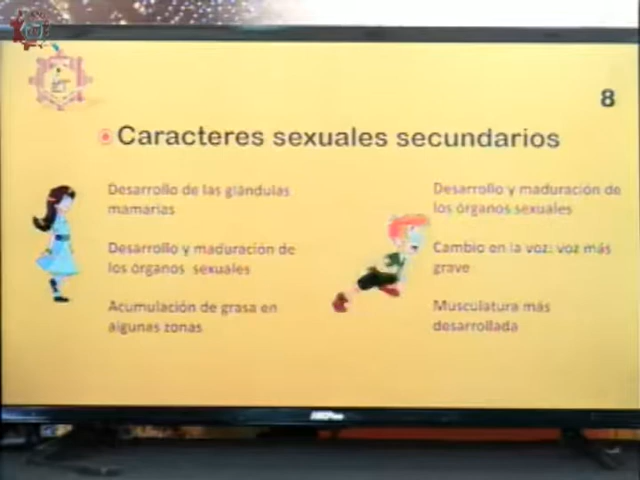 8
Caracteres sexuales secundarios
Desarrollo de las glándulas
mamarias
Desarrollo y maduración de
los órganos sexuales
Acumulación de grasa en
algunas zonas
Desarrollo y maduración de
los órganos sexuales
Cambio en la voz: voz más
grave
Musculatura más
desarrollada